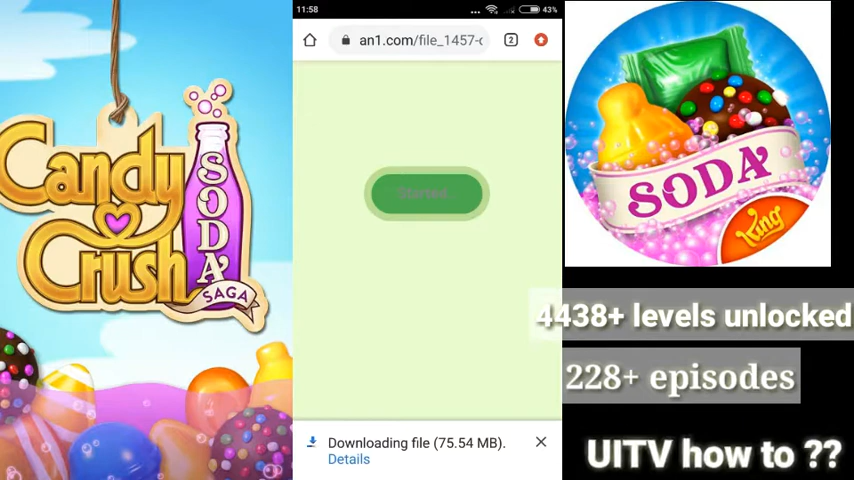 Candy
Crush
SODA
SAGA
11:58
43%
an1.com/file_1457-c
2
Started...
Downloading file (75.54 MB).
Details
SODA
King
4438+ levels unlocked
228+ episodes
UITV how to ??